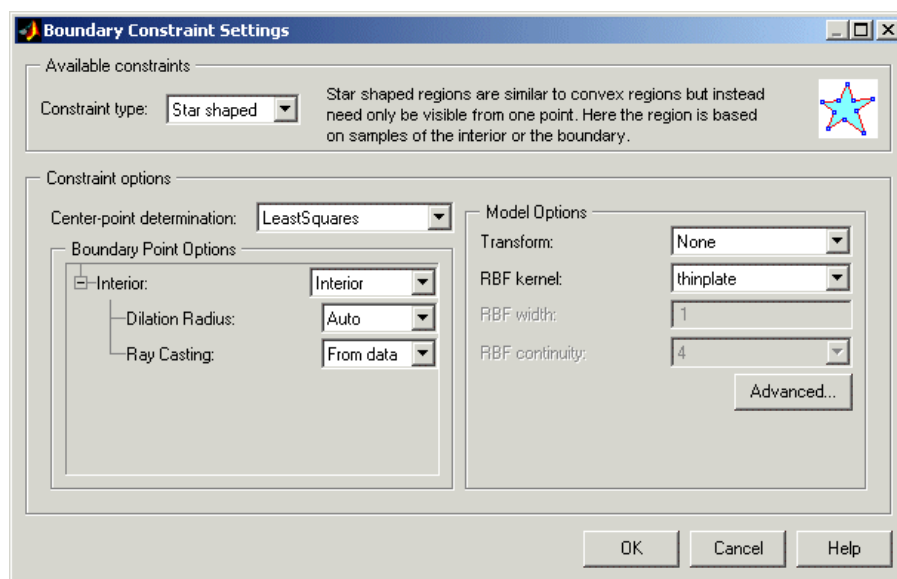 Boundary Constraint Settings
Available constraints
Constraint type: Star shaped
Star shaped regions are similar to convex regions but instead
need only be visible from one point. Here the region is based
on samples of the interior or the boundary.
Constraint options
Center-point determination: LeastSquares
Boundary Point Options
Interior: Interior
Dilation Radius: Auto
Ray Casting: From data
Model Options
Transform: None
RBF kernel: thinplate
RBF width: 1
RBF continuity: 4
Advanced...
OK Cancel Help